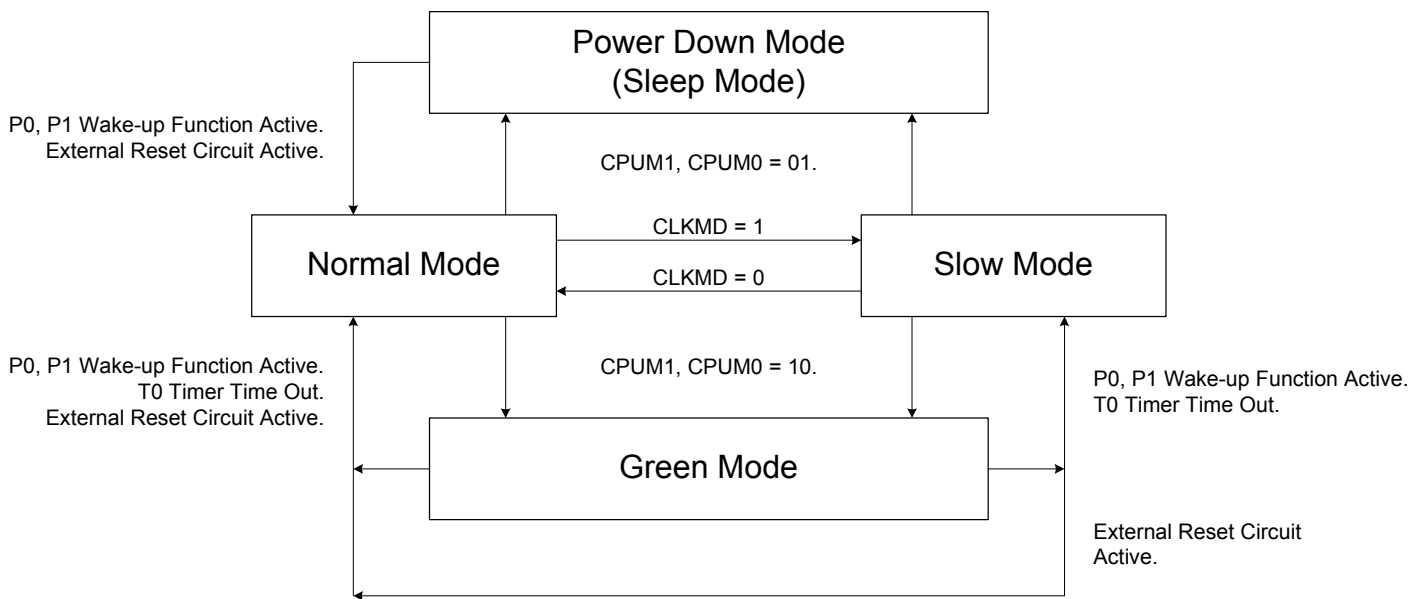 Power Down Mode
(Sleep Mode)
P0, P1 Wake-up Function Active.
External Reset Circuit Active.
CPUM1, CPUM0 = 01.
CLKMD = 1
Normal Mode
Slow Mode
CLKMD = 0
P0, P1 Wake-up Function Active.
T0 Timer Time Out.
External Reset Circuit Active.
CPUM1, CPUM0 = 10.
P0, P1 Wake-up Function Active.
T0 Timer Time Out.
Green Mode
External Reset Circuit
Active.